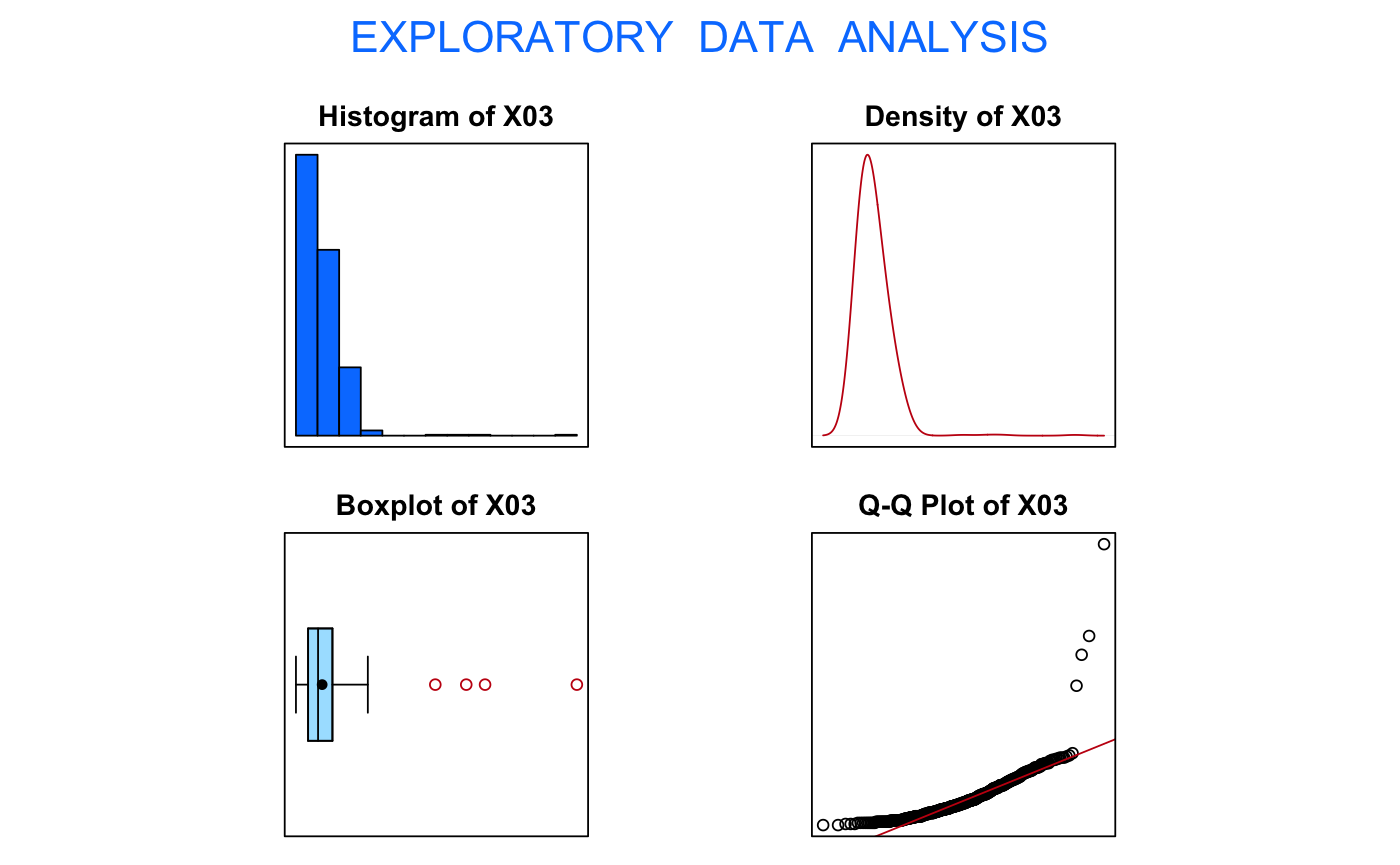 EXPLORATORY DATA ANALYSIS
Histogram of X03
Density of X03
Boxplot of X03
Q-Q Plot of X03